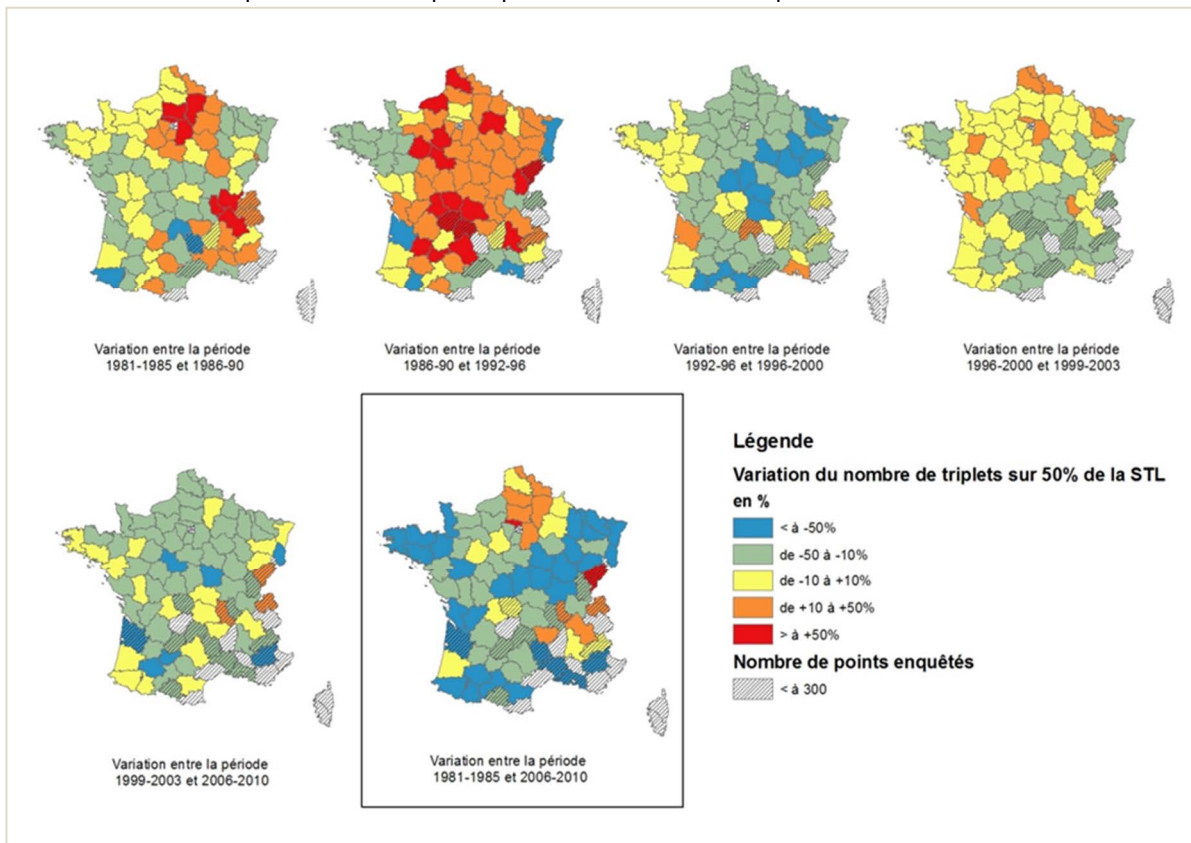 Variation entre la période
1981-1985 et 1986-90
Variation entre la période
1986-90 et 1992-96
Variation entre la période
1992-96 et 1996-2000
Variation entre la période
1996-2000 et 1999-2003
Variation entre la période
1999-2003 et 2006-2010
Variation entre la période
1981-1985 et 2006-2010
Légende
Variation du nombre de triplets sur 50% de la STL
en %
< à -50%
de -50 à -10%
de -10 à +10%
de +10 à +50%
> à +50%
Nombre de points enquêtés
< à 300